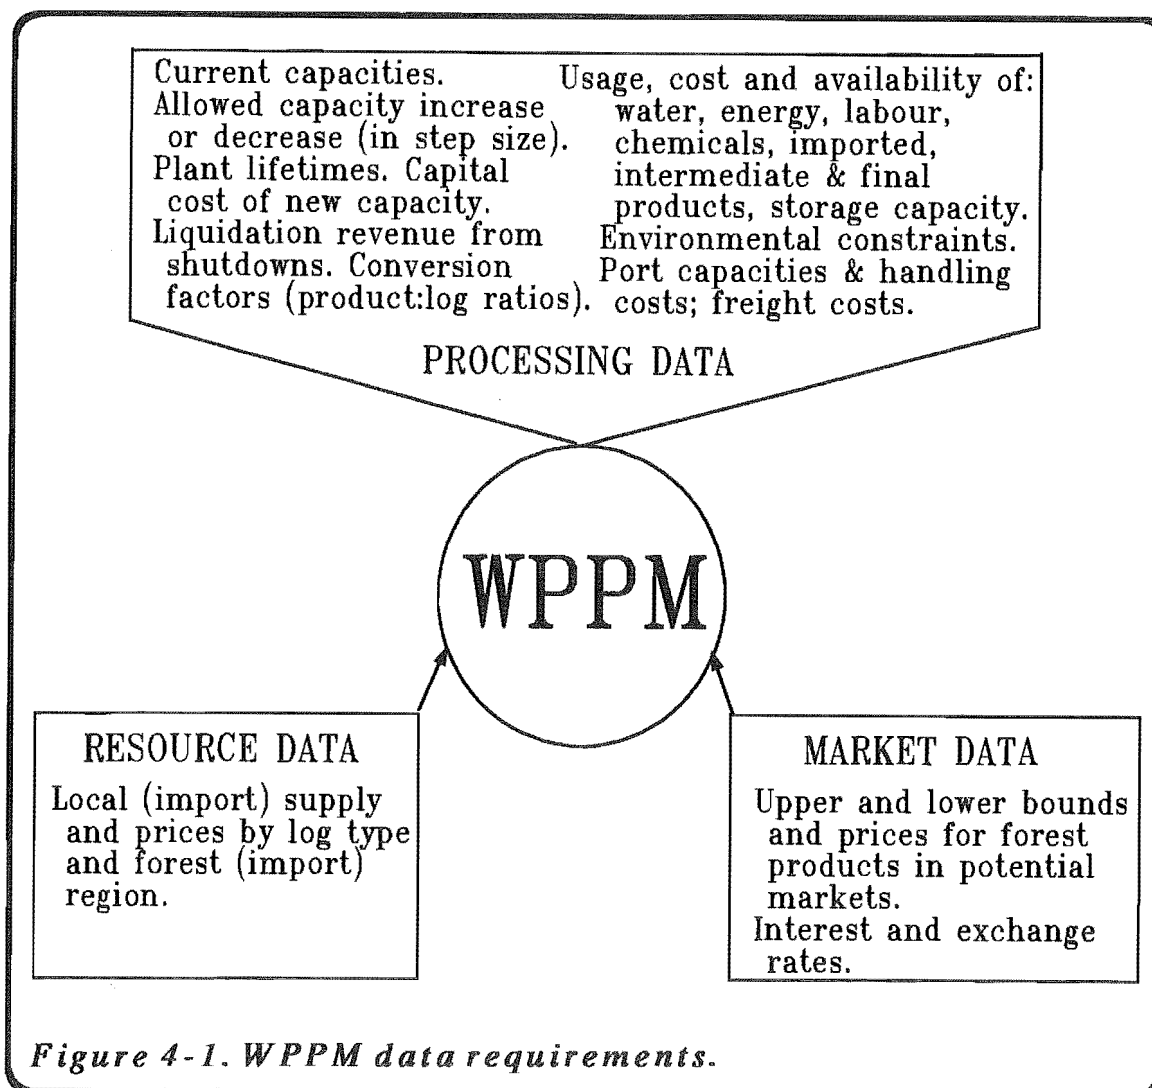 Current capacities.
Allowed capacity increase
or decrease (in step size).
Plant lifetimes. Capital
cost of new capacity.
Liquidation revenue from
shutdowns. Conversion
factors (product:log ratios).
Usage, cost and availability of:
water, energy, labour,
chemicals, imported,
intermediate & final
products, storage capacity.
Environmental constraints.
Port capacities & handling
costs; freight costs.
PROCESSING DATA
WPPM
RESOURCE DATA
Local (import) supply
and prices by log type
and forest (import)
region.
MARKET DATA
Upper and lower bounds
and prices for forest
products in potential
markets.
Interest and exchange
rates.
Figure 4-1. WPPM data requirements.